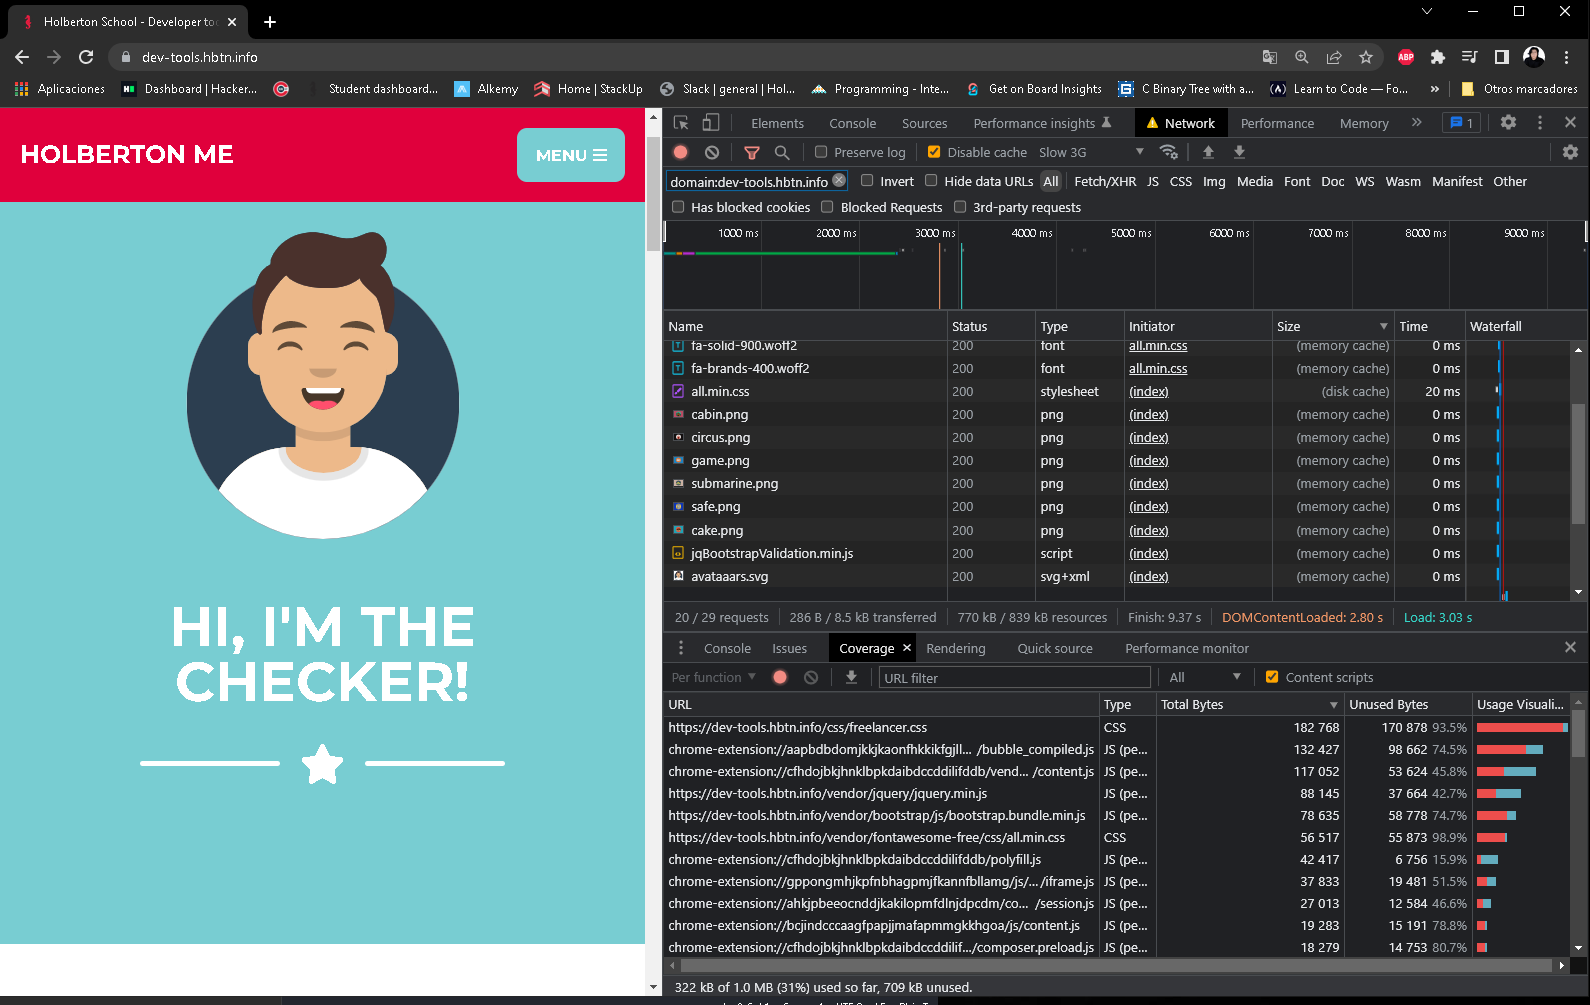 Holberton School - Developer too
dev-tools.hbtn.info
ABP
Aplicaciones
Dashboard | Hacker...
Student dashboard...
Alkemy
Home | StackUp
Slack | general | Hol...
Programming - Inte...
Get on Board Insights
C Binary Tree with a...
Learn to Code — Fo...
»
Otros marcadores
HOLBERTON ME
MENU
HI, I'M THE
CHECKER!
Elements Console Sources Performance insights Network Performance Memory » 1
Preserve log Disable cache Slow 3G
domain:dev-tools.hbtn.info Invert Hide data URLs All Fetch/XHR JS CSS Img Media Font Doc WS Wasm Manifest Other
Has blocked cookies Blocked Requests 3rd-party requests
1000 ms 2000 ms 3000 ms 4000 ms 5000 ms 6000 ms 7000 ms 8000 ms 9000 ms
Name Status Type Initiator Size Time Waterfall
fa-solid-900.woff2 200 font all.min.css (memory cache) 0 ms
fa-brands-400.woff2 200 font all.min.css (memory cache) 0 ms
all.min.css 200 stylesheet (index) (disk cache) 20 ms
cabin.png 200 png (index) (memory cache) 0 ms
circus.png 200 png (index) (memory cache) 0 ms
game.png 200 png (index) (memory cache) 0 ms
submarine.png 200 png (index) (memory cache) 0 ms
safe.png 200 png (index) (memory cache) 0 ms
cake.png 200 png (index) (memory cache) 0 ms
jqBootstrapValidation.min.js 200 script (index) (memory cache) 0 ms
avataaars.svg 200 svg+xml (index) (memory cache) 0 ms
20 / 29 requests 286 B / 8.5 kB transferred 770 kB / 839 kB resources Finish: 9.37 s DOMContentLoaded: 2.80 s Load: 3.03 s
Console Issues Coverage Rendering Quick source Performance monitor
Per function URL filter All Content scripts
URL Type Total Bytes Unused Bytes Usage Visuali...
https://dev-tools.hbtn.info/css/freelancer.css CSS 182 768 170 878 93.5%
chrome-extension://aapbdbdomjkkjkaonfhkkikfgjll... /bubble_compiled.js JS (pe... 132 427 98 662 74.5%
chrome-extension://cfhdojbkjhnklbpkdaibdccddilifddb/vend... /content.js JS (pe... 117 052 53 624 45.8%
https://dev-tools.hbtn.info/vendor/jquery/jquery.min.js JS (pe... 88 145 37 664 42.7%
https://dev-tools.hbtn.info/vendor/bootstrap/js/bootstrap.bundle.min.js JS (pe... 78 635 58 778 74.7%
https://dev-tools.hbtn.info/vendor/fontawesome-free/css/all.min.css CSS 56 517 55 873 98.9%
chrome-extension://cfhdojbkjhnklbpkdaibdccddilifddb/polyfill.js JS (pe... 42 417 6 756 15.9%
chrome-extension://gppongmhjkpfnbhagpmjfkannfbllamg/js/... /iframe.js JS (pe... 37 833 19 481 51.5%
chrome-extension://ahkjpbeeocnddjkakilopmfdlnjdpcdm/co... /session.js JS (pe... 27 013 12 584 46.6%
chrome-extension://bcjindcccaagfpapjjmafapmmgkkhgoa/js/content.js JS (pe... 19 283 15 191 78.8%
chrome-extension://cfhdojbkjhnklbpkdaibdccddilif.../composer.preload.js JS (pe... 18 279 14 753 80.7%
322 kB of 1.0 MB (31%) used so far, 709 kB unused.